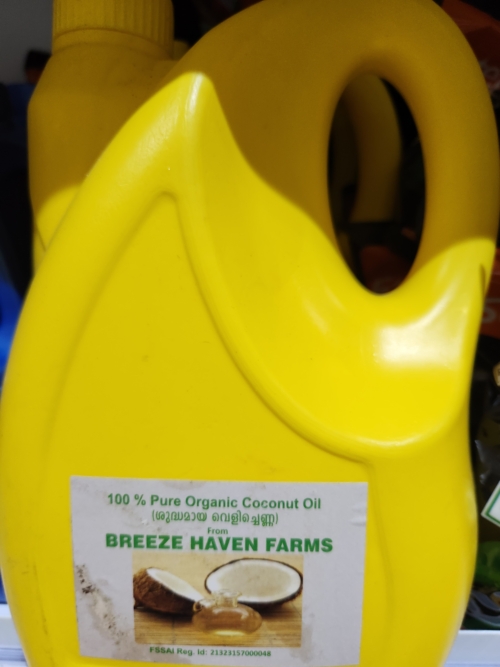 100 % Pure Organic Coconut Oil
(ശുദ്ധമായ വെളിച്ചെണ്ണ)
From
BREEZE HAVEN FARMS
FSSAI Reg. Id: 21323157000048